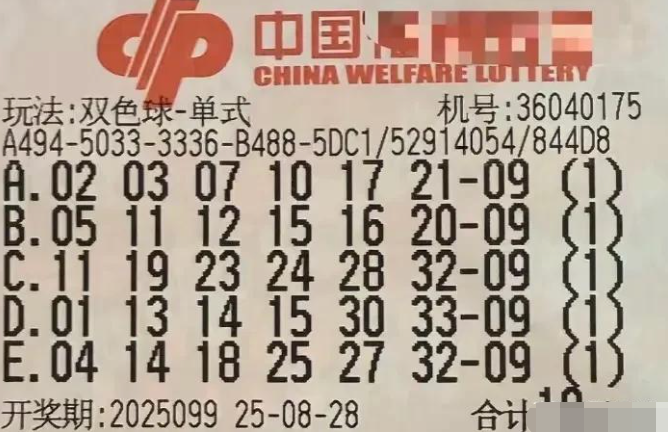 中国
CHINA WELFARE LOTTERY
玩法:双色球-单式 机号:36040175
A494-5033-3336-B488-5DC1/52914054/844D8
A.02 03 07 10 17 21-09 (1)
B.05 11 12 15 16 20-09 (1)
C.11 19 23 24 28 32-09 (1)
D.01 13 14 15 30 33-09 (1)
E.04 14 18 25 27 32-09 (1)
开奖期:2025099 25-08-28 合计